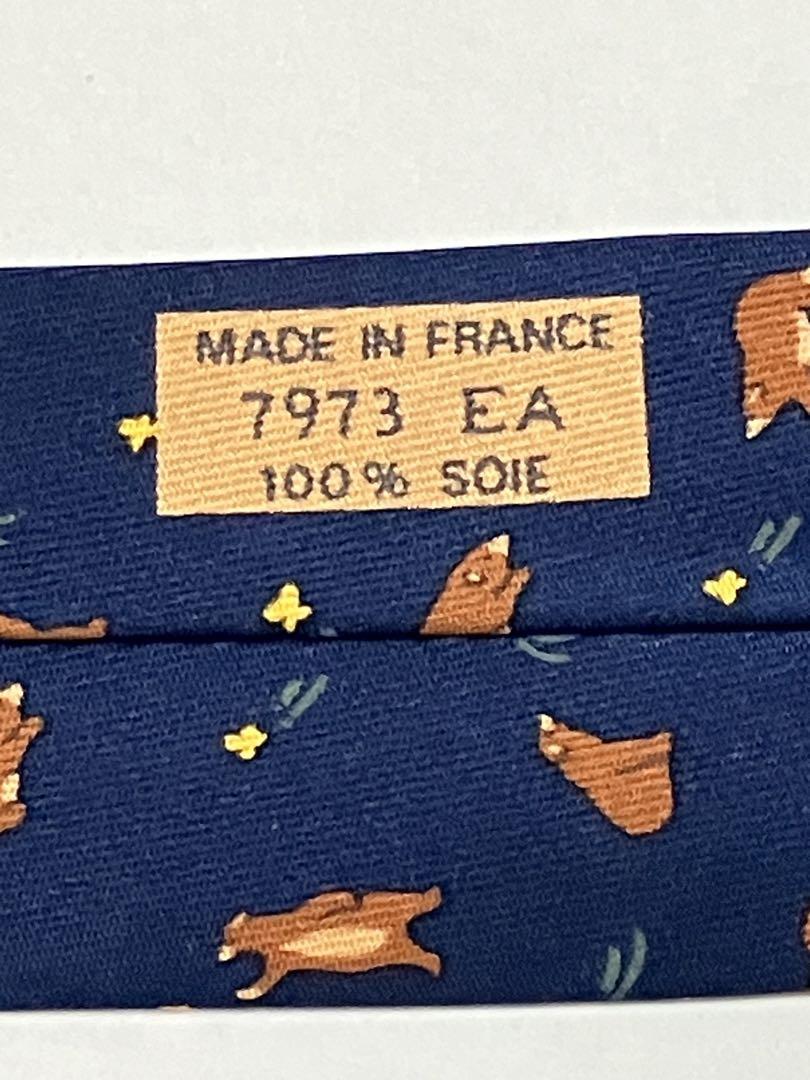 MADE IN FRANCE
7973 EA
100% SOIE